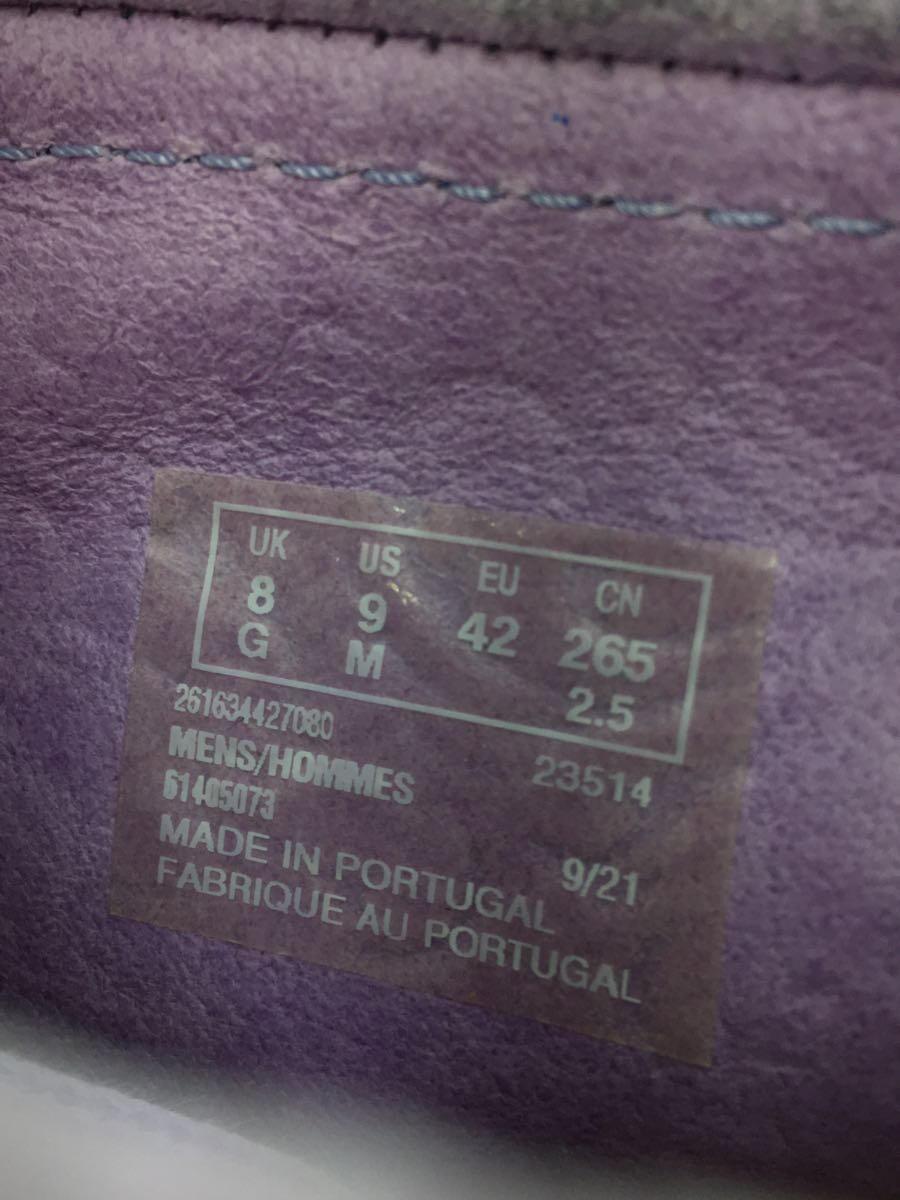 UK US EU CN
8 9 42 265
G M 2.5
261634427080
MENS/HOMMES 23514
61405073
MADE IN PORTUGAL 9/21
FABRIQUE AU PORTUGAL